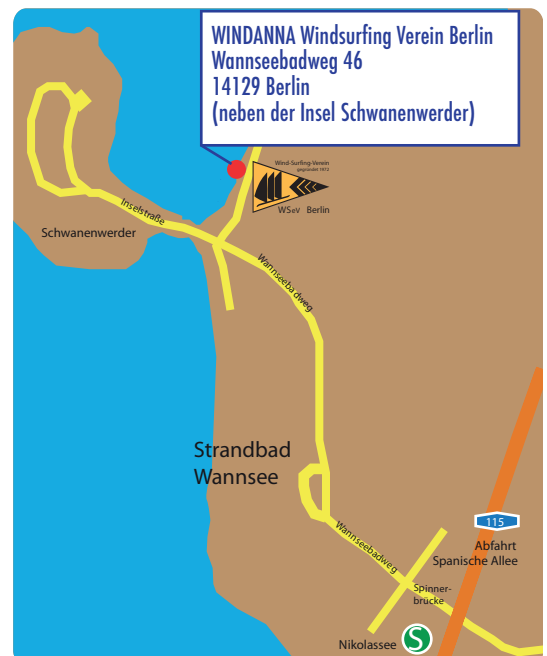 WINDANNA Windsurfing Verein Berlin
Wannseebadweg 46
14129 Berlin
(neben der Insel Schwanenwerder)
Wind-Surfing-Verein
gegründet 1972
WSeV Berlin
Inselstraße
Schwanenwerder
Wannseebadweg
Strandbad
Wannsee
115
Wannseebadweg
Abfahrt
Spanische Allee
Spinner-
brücke
Nikolassee S